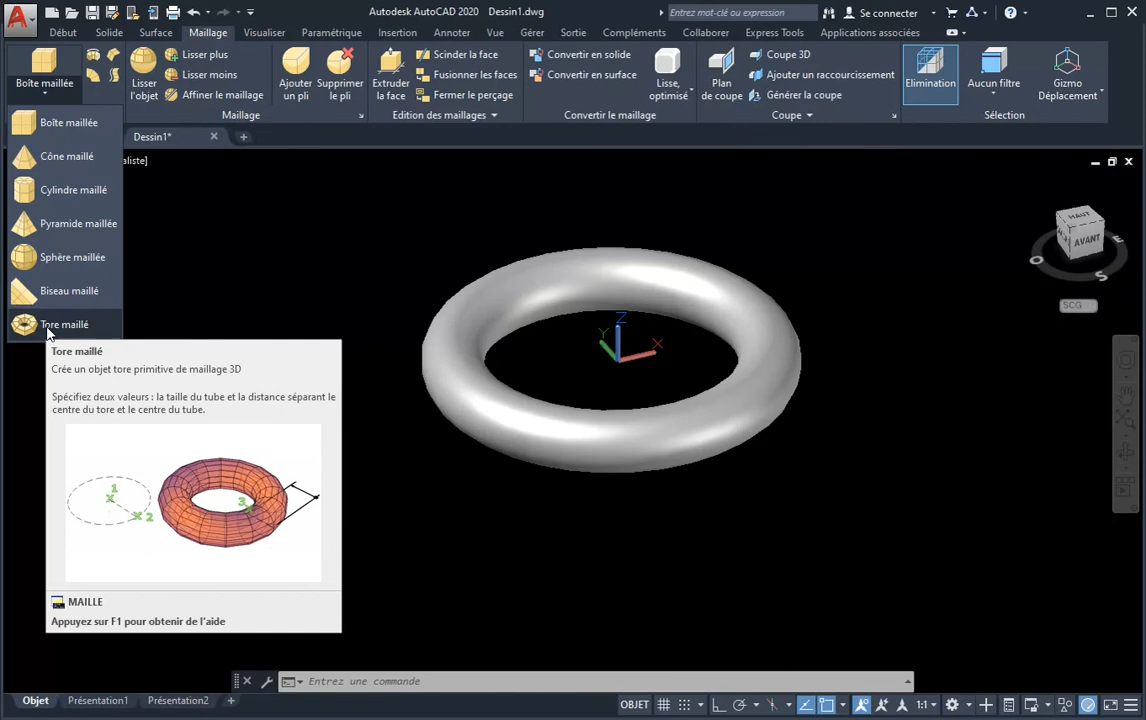 Autodesk AutoCAD 2020 Dessin1.dwg
Entrez mot-clé ou expression
Se connecter
Début Solide Surface Maillage Visualiser Paramétrique Insertion Annoter Vue Gérer Sortie Compléments Collaborer Express Tools Applications associées
Boîte maillée
Lisser l'objet
Lisser plus
Lisser moins
Affiner le maillage
Ajouter un pli
Supprimer le pli
Extruder la face
Scinder la face
Fusionner les faces
Fermer le perçage
Convertir en solide
Convertir en surface
Lisse, optimisé
Plan de coupe
Coupe 3D
Ajouter un raccourcissement
Générer la coupe
Elimination
Aucun filtre
Gizmo Déplacement
Maillage
Edition des maillages
Convertir le maillage
Coupe
Sélection
Dessin1*
aliste]
Boîte maillée
Cône maillé
Cylindre maillé
Pyramide maillée
Sphère maillée
Biseau maillé
Tore maillé
HAUT
AVANT
E
O
S
SCG
Z
Y
X
Tore maillé
Crée un objet tore primitive de maillage 3D
Spécifiez deux valeurs : la taille du tube et la distance séparant le
centre du tore et le centre du tube.
1
2
3
MAILLE
Appuyez sur F1 pour obtenir de l'aide
Entrez une commande
Objet Présentation1 Présentation2
OBJET
1:1